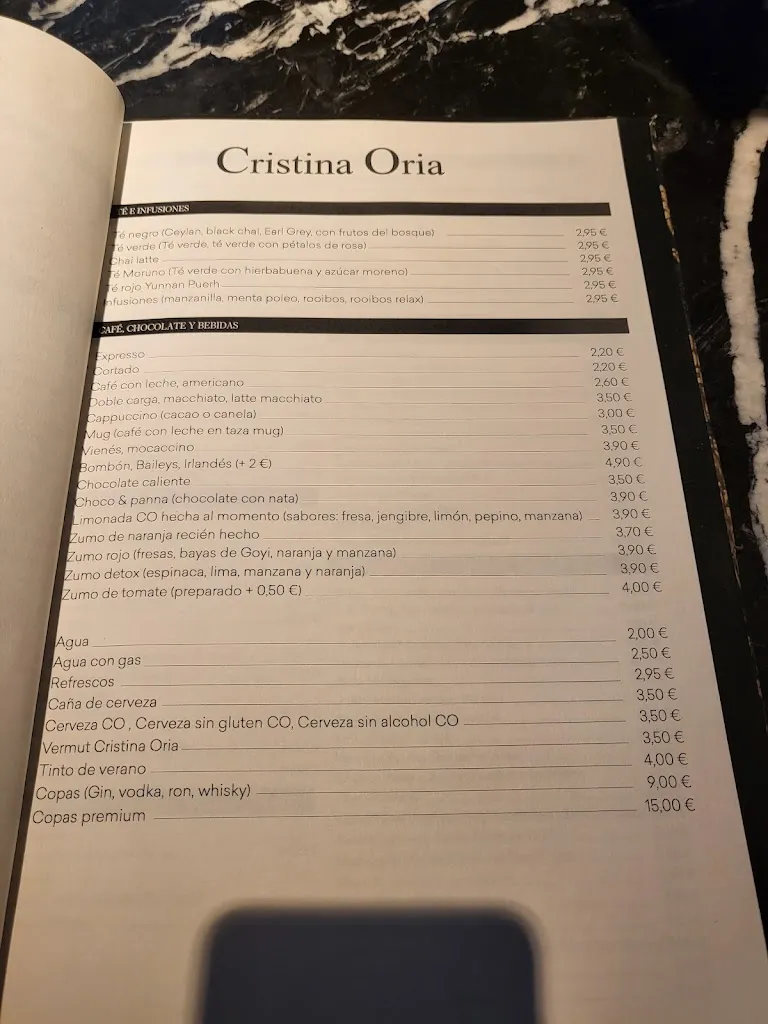 Cristina Oria
TÉ E INFUSIONES
Té negro (Ceylan, black chai, Earl Grey, con frutos del bosque) 2,95 €
Té verde (Té verde, té verde con pétalos de rosa) 2,95 €
Chai latte 2,95 €
Té Moruno (Té verde con hierbabuena y azúcar moreno) 2,95 €
Té rojo Yunnan Puerh 2,95 €
Infusiones (manzanilla, menta poleo, rooibos, rooibos relax) 2,95 €
CAFÉ, CHOCOLATE Y BEBIDAS
Expresso 2,20 €
Cortado 2,20 €
Café con leche, americano 2,60 €
Doble carga, macchiato, latte macchiato 3,50 €
Cappuccino (cacao o canela) 3,00 €
Mug (café con leche en taza mug) 3,50 €
Vienés, mocaccino 3,90 €
Bombón, Baileys, Irlandés (+ 2 €) 4,90 €
Chocolate caliente 3,50 €
Choco & panna (chocolate con nata) 3,90 €
Limonada CO hecha al momento (sabores: fresa, jengibre, limón, pepino, manzana) 3,90 €
Zumo de naranja recién hecho 3,70 €
Zumo rojo (fresas, bayas de Goyi, naranja y manzana) 3,90 €
Zumo detox (espinaca, lima, manzana y naranja) 3,90 €
Zumo de tomate (preparado + 0,50 €) 4,00 €
Agua 2,00 €
Agua con gas 2,50 €
Refrescos 2,95 €
Caña de cerveza 3,50 €
Cerveza CO , Cerveza sin gluten CO, Cerveza sin alcohol CO 3,50 €
Vermut Cristina Oria 3,50 €
Tinto de verano 4,00 €
Copas (Gin, vodka, ron, whisky) 9,00 €
Copas premium 15,00 €